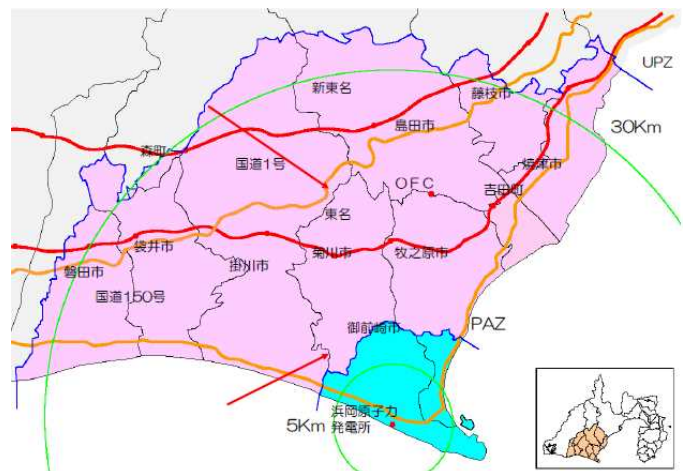 UPZ
新東名
藤枝市
30Km
島田市
森町
国道1号
焼津市
OFC
吉田町
東名
袋井市
菊川市
牧之原市
掛川市
磐田市
国道150号
御前崎市
PAZ
5Km
浜岡原子力
発電所